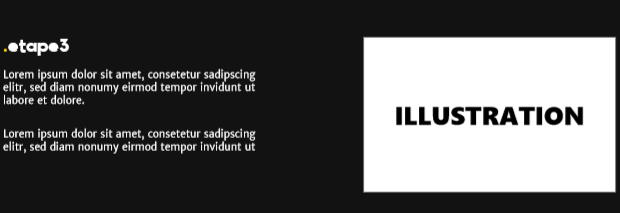 .etape3
Lorem ipsum dolor sit amet, consetetur sadipscing
elitr, sed diam nonumy eirmod tempor invidunt ut
labore et dolore.
Lorem ipsum dolor sit amet, consetetur sadipscing
elitr, sed diam nonumy eirmod tempor invidunt ut
ILLUSTRATION